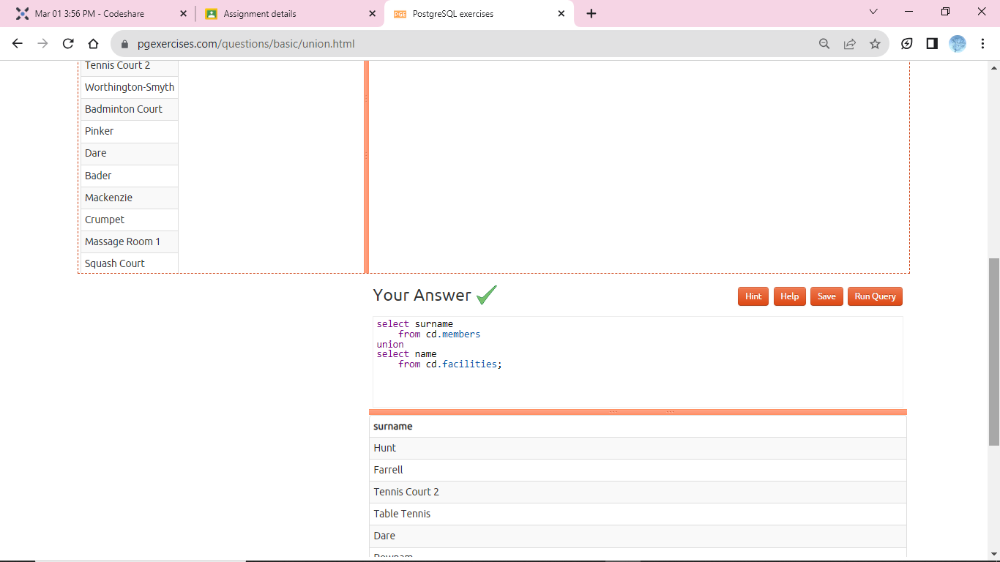 Mar 01 3:56 PM - Codeshare
Assignment details
PGE PostgreSQL exercises
pgexercises.com/questions/basic/union.html
Tennis Court 2
Worthington-Smyth
Badminton Court
Pinker
Dare
Bader
Mackenzie
Crumpet
Massage Room 1
Squash Court
Your Answer
Hint Help Save Run Query
select surname
from cd.members
union
select name
from cd.facilities;
surname
Hunt
Farrell
Tennis Court 2
Table Tennis
Dare